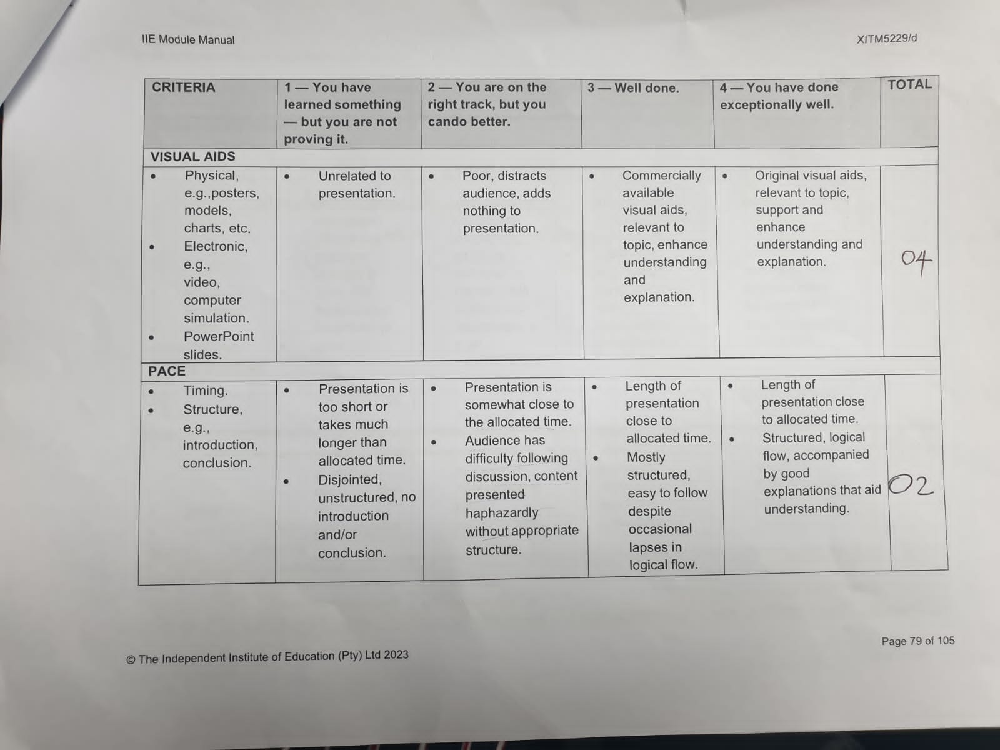 IIE Module Manual
XITM5229/d
CRITERIA
1 — You have
learned something
— but you are not
proving it.
2 — You are on the
right track, but you
cando better.
3 — Well done.
4 — You have done
exceptionally well.
TOTAL
VISUAL AIDS
• Physical,
e.g.,posters,
models,
charts, etc.
• Electronic,
e.g.,
video,
computer
simulation.
• PowerPoint
slides.
• Unrelated to
presentation.
• Poor, distracts
audience, adds
nothing to
presentation.
• Commercially
available
visual aids,
relevant to
topic, enhance
understanding
and
explanation.
• Original visual aids,
relevant to topic,
support and
enhance
understanding and
explanation.
04
PACE
• Timing.
• Structure,
e.g.,
introduction,
conclusion.
• Presentation is
too short or
takes much
longer than
allocated time.
• Disjointed,
unstructured, no
introduction
and/or
conclusion.
• Presentation is
somewhat close to
the allocated time.
• Audience has
difficulty following
discussion, content
presented
haphazardly
without appropriate
structure.
• Length of
presentation
close to
allocated time.
• Mostly
structured,
easy to follow
despite
occasional
lapses in
logical flow.
• Length of
presentation close
to allocated time.
• Structured, logical
flow, accompanied
by good
explanations that aid
understanding.
02
© The Independent Institute of Education (Pty) Ltd 2023
Page 79 of 105